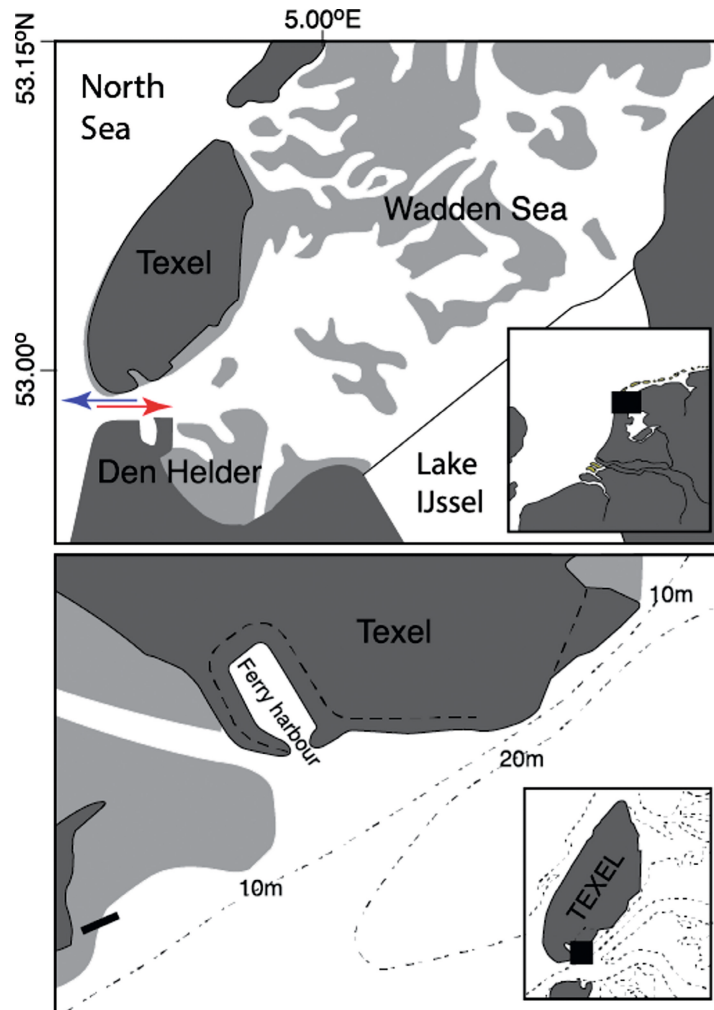 5.00ºE
53.15ºN
North
Sea
Wadden Sea
Texel
53.00º
Den Helder
Lake
IJssel
Texel
10m
Ferry harbour
20m
10m
TEXEL